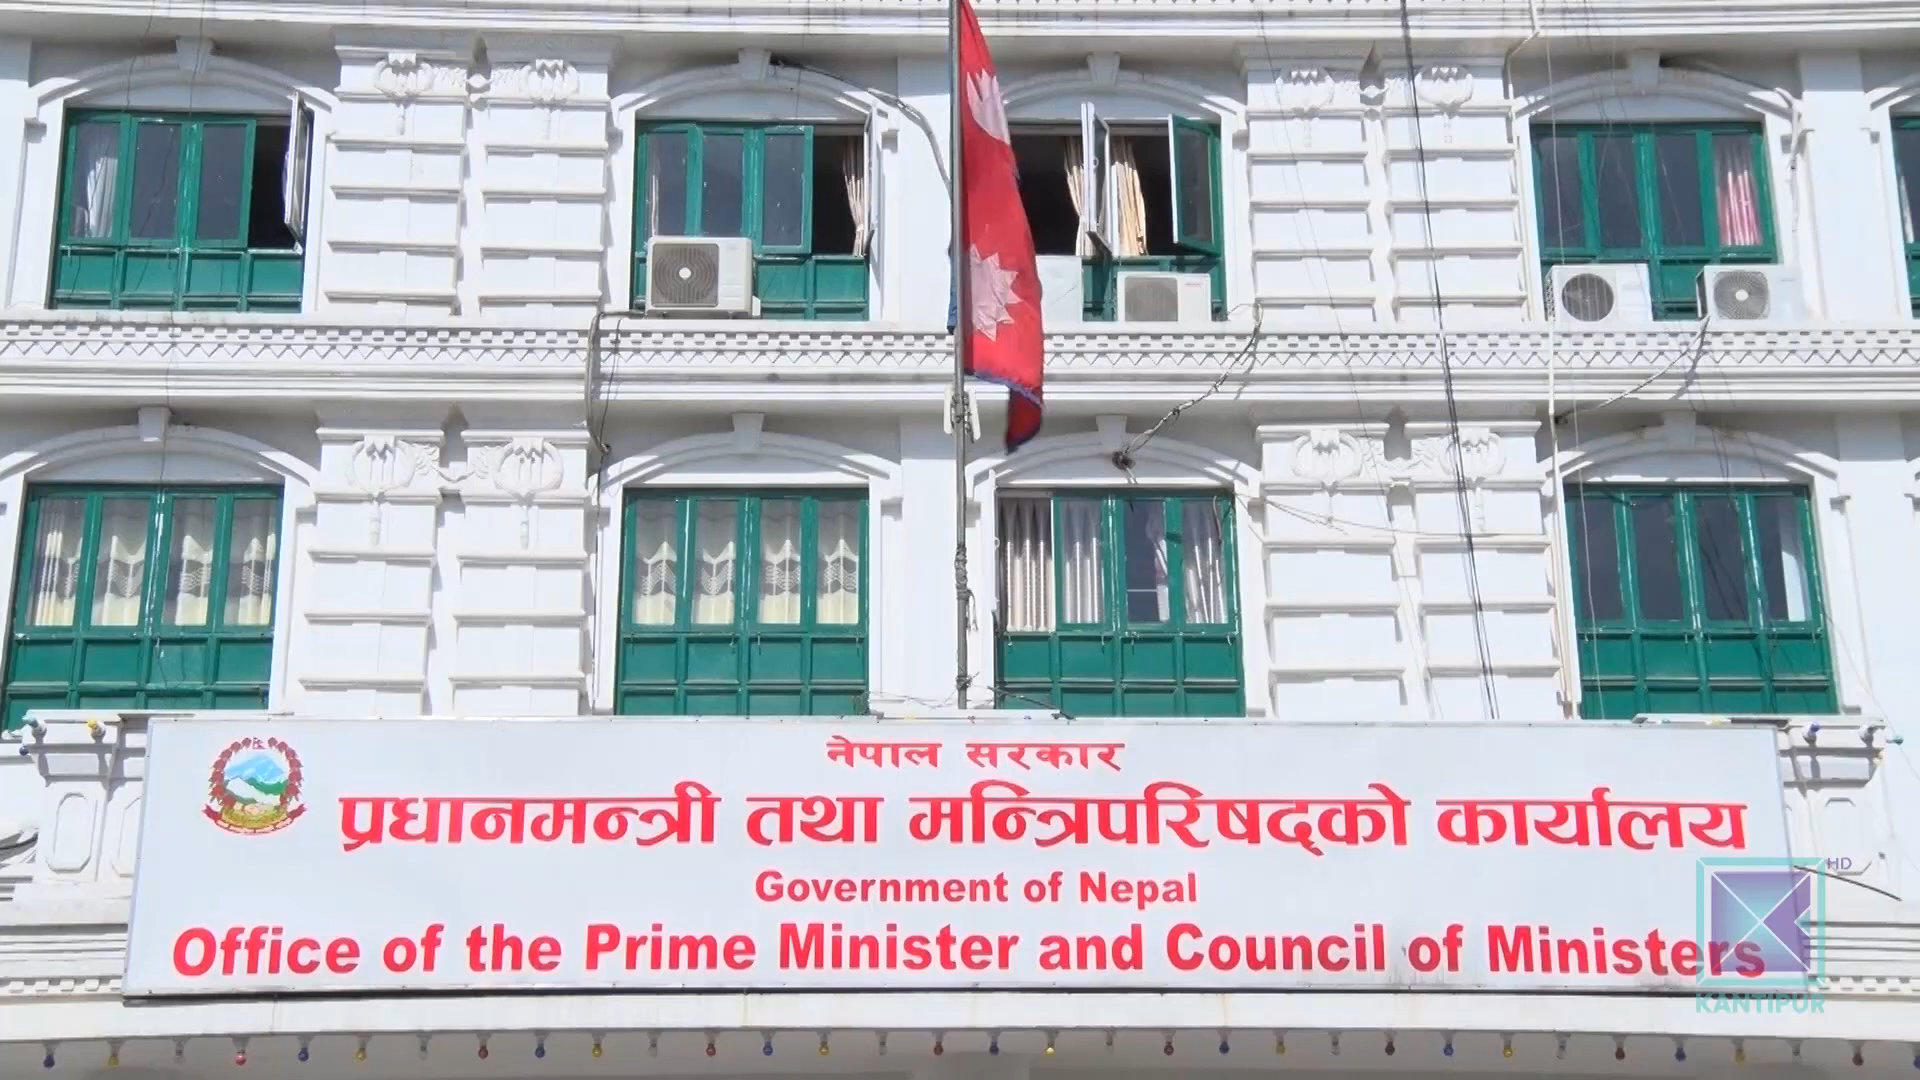 नेपाल सरकार
प्रधानमन्त्री तथा मन्त्रिपरिषद्को कार्यालय
Government of Nepal
Office of the Prime Minister and Council of Ministers
HD
KANTIPUR